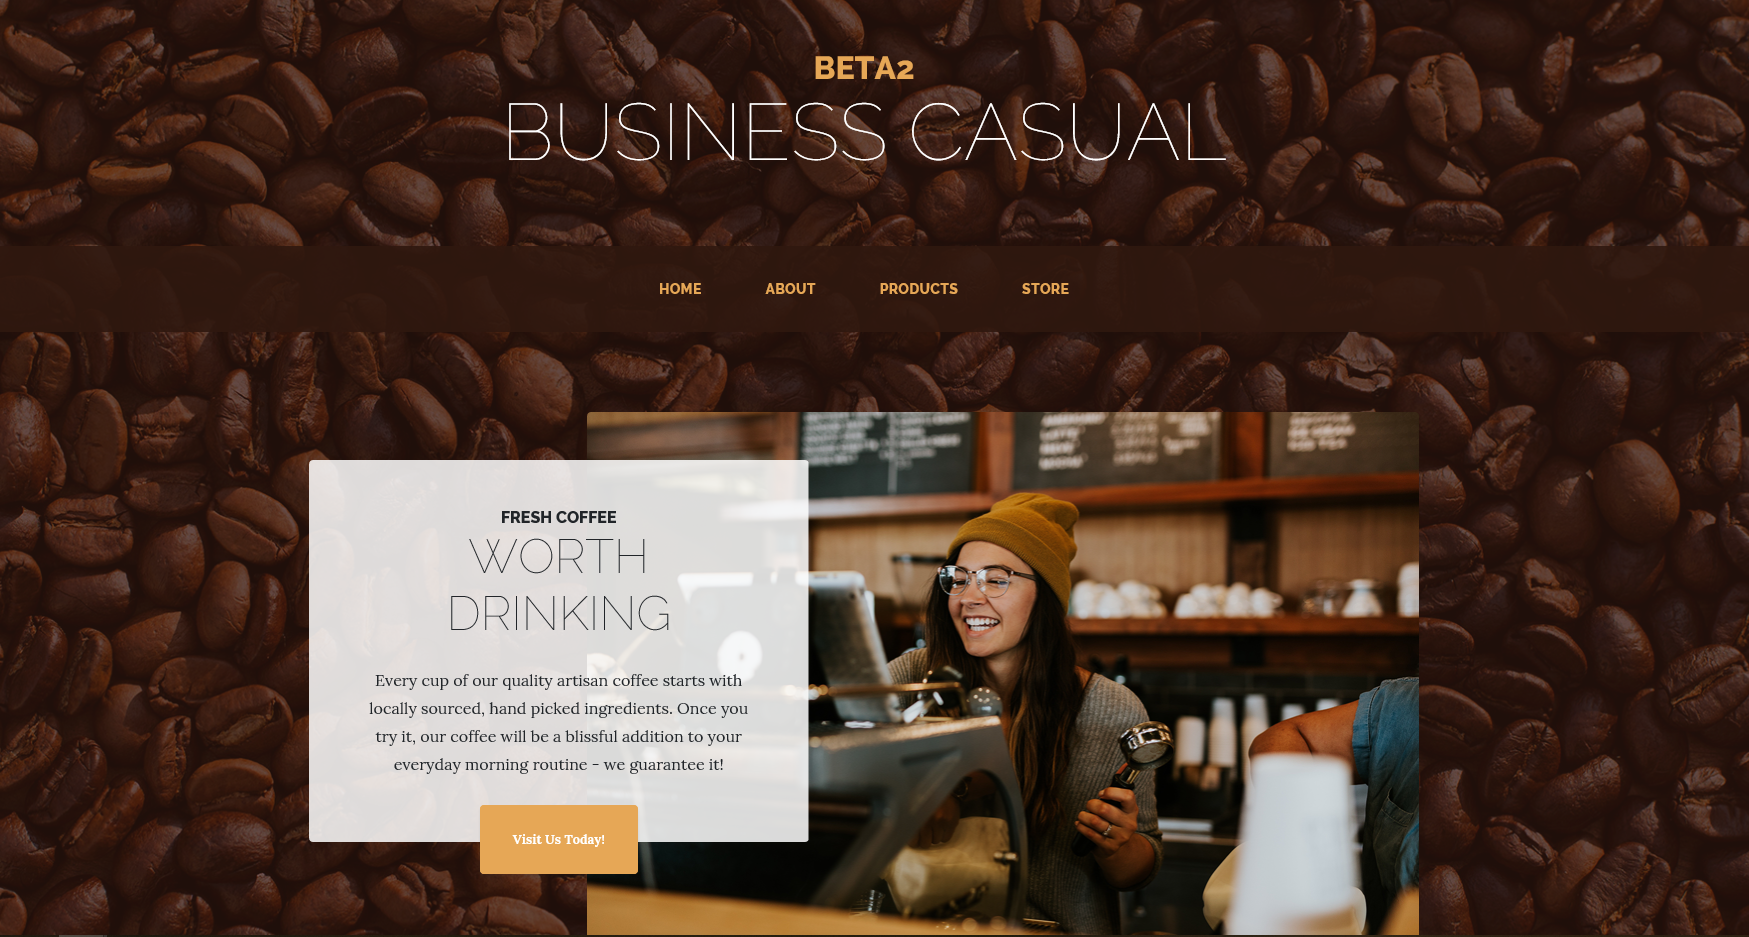 BETA2
BUSINESS CASUAL
HOME ABOUT PRODUCTS STORE
FRESH COFFEE
WORTH
DRINKING
Every cup of our quality artisan coffee starts with
locally sourced, hand picked ingredients. Once you
try it, our coffee will be a blissful addition to your
everyday morning routine - we guarantee it!
Visit Us Today!